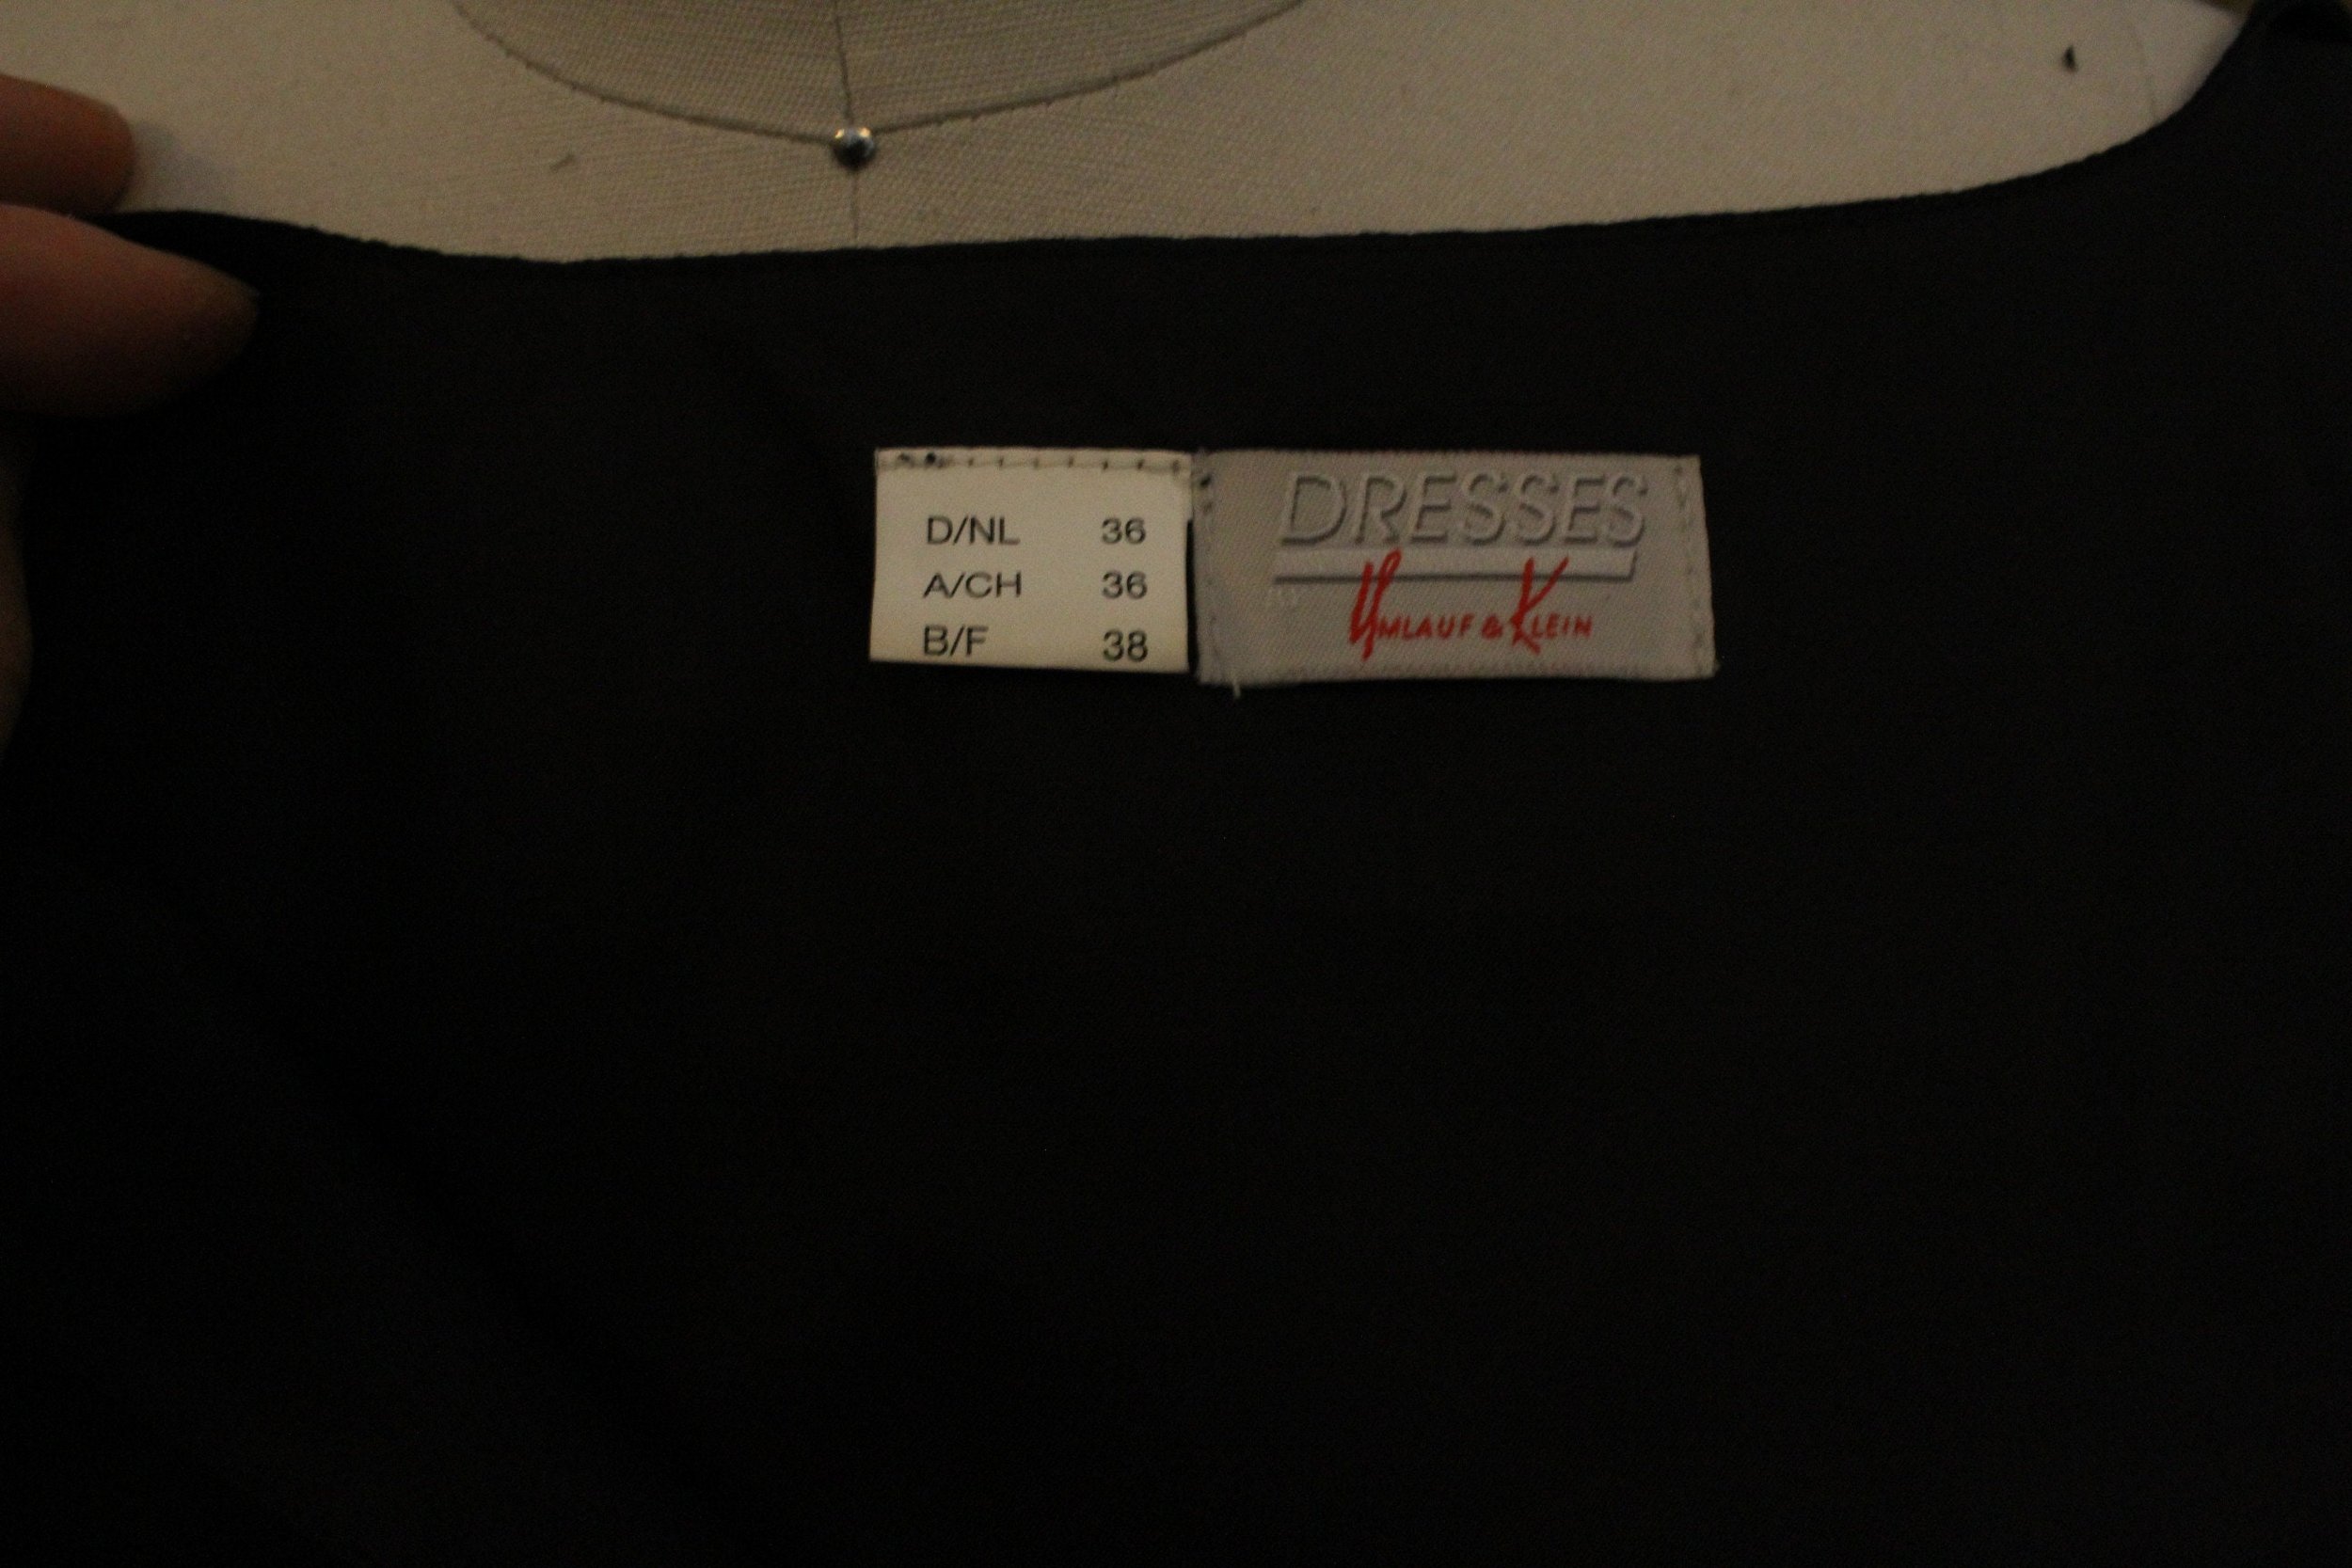 D/NL 36
A/CH 36
B/F 38
DRESSES
UMLAUF & KLEIN